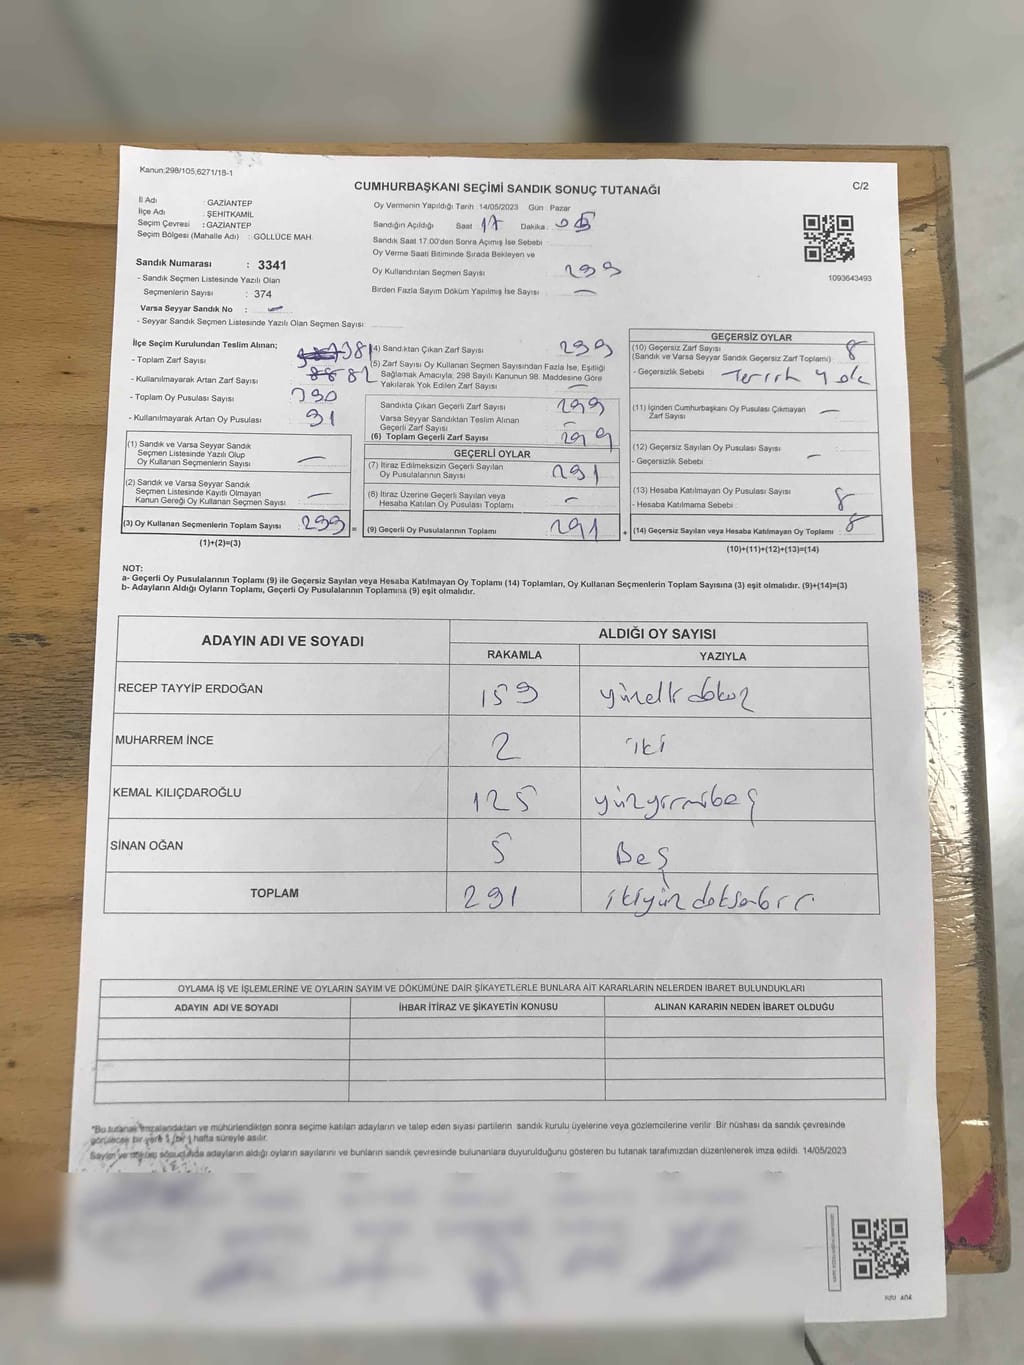 Kanun:298/105,6271/18-1
CUMHURBAŞKANI SEÇİMİ SANDIK SONUÇ TUTANAĞI
C/2
İl Adı : GAZİANTEP
İlçe Adı : ŞEHİTKAMİL
Seçim Çevresi : GAZİANTEP
Seçim Bölgesi (Mahalle Adı) : GÖLLÜCE MAH.
Sandık Numarası : 3341
- Sandık Seçmen Listesinde Yazılı Olan
Seçmenlerin Sayısı : 374
Varsa Seyyar Sandık No : -
- Seyyar Sandık Seçmen Listesinde Yazılı Olan Seçmen Sayısı
Oy Vermenin Yapıldığı Tarih :14/05/2023 Gün : Pazar
Sandığın Açıldığı Saat 17 Dakika : 05
Sandık Saat 17.00'den Sonra Açımış İse Sebebi
Oy Verme Saati Bitiminde Sırada Bekleyen ve
Oy Kullandırılan Seçmen Sayısı 299
Birden Fazla Sayım Döküm Yapılmış İse Sayısı -
1093643493
İlçe Seçim Kurulundan Teslim Alınan;
- Toplam Zarf Sayısı 381
- Kullanılmayarak Artan Zarf Sayısı 82
- Toplam Oy Pusulası Sayısı 390
- Kullanılmayarak Artan Oy Pusulası 91
(1) Sandık ve Varsa Seyyar Sandık
Seçmen Listesinde Yazılı Olup
Oy Kullanan Seçmenlerin Sayısı -
(2) Sandık ve Varsa Seyyar Sandık
Seçmen Listesinde Kayıtlı Olmayan
Kanun Gereği Oy Kullanan Seçmen Sayısı -
(3) Oy Kullanan Seçmenlerin Toplam Sayısı : 299 =
(1)+(2)=(3)
(4) Sandıktan Çıkan Zarf Sayısı 299
(5) Zarf Sayısı Oy Kullanan Seçmen Sayısından Fazla İse, Eşitliği
Sağlamak Amacıyla, 298 Sayılı Kanunun 98. Maddesine Göre
Yakılarak Yok Edilen Zarf Sayısı -
Sandıkta Çıkan Geçerli Zarf Sayısı 299
Varsa Seyyar Sandıktan Teslim Alınan
Geçerli Zarf Sayısı -
(6) Toplam Geçerli Zarf Sayısı 299
GEÇERLİ OYLAR
(7) İtiraz Edilmeksizin Geçerli Sayılan
Oy Pusulalarının Sayısı 291
(8) İtiraz Üzerine Geçerli Sayılan veya
Hesaba Katılan Oy Pusulası Toplamı -
(9) Geçerli Oy Pusulalarının Toplamı 291 +
GEÇERSİZ OYLAR
(10) Geçersiz Zarf Sayısı 8
(Sandık ve Varsa Seyyar Sandık Geçersiz Zarf Toplamı)
- Geçersizlik Sebebi
(11) İçinden Cumhurbaşkanı Oy Pusulası Çıkmayan
Zarf Sayısı -
(12) Geçersiz Sayılan Oy Pusulası Sayısı
- Geçersizlik Sebebi -
(13) Hesaba Katılmayan Oy Pusulası Sayısı
- Hesaba Katılmama Sebebi : 8
(14) Geçersiz Sayılan veya Hesaba Katılmayan Oy Toplamı : 8
(10)+(11)+(12)+(13)=(14)
NOT:
a- Geçerli Oy Pusulalarının Toplamı (9) ile Geçersiz Sayılan veya Hesaba Katılmayan Oy Toplamı (14) Toplamları, Oy Kullanan Seçmenlerin Toplam Sayısına (3) eşit olmalıdır. (9)+(14)=(3)
b- Adayların Aldığı Oyların Toplamı, Geçerli Oy Pusulalarının Toplamına (9) eşit olmalıdır.
ADAYIN ADI VE SOYADI
ALDIĞI OY SAYISI
RAKAMLA YAZIYLA
RECEP TAYYİP ERDOĞAN 159 yüzelli dokuz
MUHARREM İNCE 2 iki
KEMAL KILIÇDAROĞLU 125 yüzyirmibeş
SİNAN OĞAN 5 Beş
TOPLAM 291 ikiyüz doksanbir
OYLAMA İŞ VE İŞLEMLERİNE VE OYLARIN SAYIM VE DÖKÜMÜNE DAİR ŞİKAYETLERLE BUNLARA AİT KARARLARIN NELERDEN İBARET BULUNDUKLARI
ADAYIN ADI VE SOYADI İHBAR İTİRAZ VE ŞİKAYETİN KONUSU ALINAN KARARIN NEDEN İBARET OLDUĞU
"Bu tutanak imzalandıktan ve mühürlendikten sonra seçime katılan adayların ve talep eden siyasi partilerin sandık kurulu üyelerine veya gözlemcilerine verilir. Bir nüshası da sandık çevresinde
görülecek bir yere 1 (bir) hafta süreyle asılır.
Sayım ve döküm sonucunda adayların aldığı oyların sayılarını ve bunların sandık çevresinde bulunanlara duyurulduğunu gösteren bu tutanak tarafımızdan düzenlenerek imza edildi. 14/05/2023